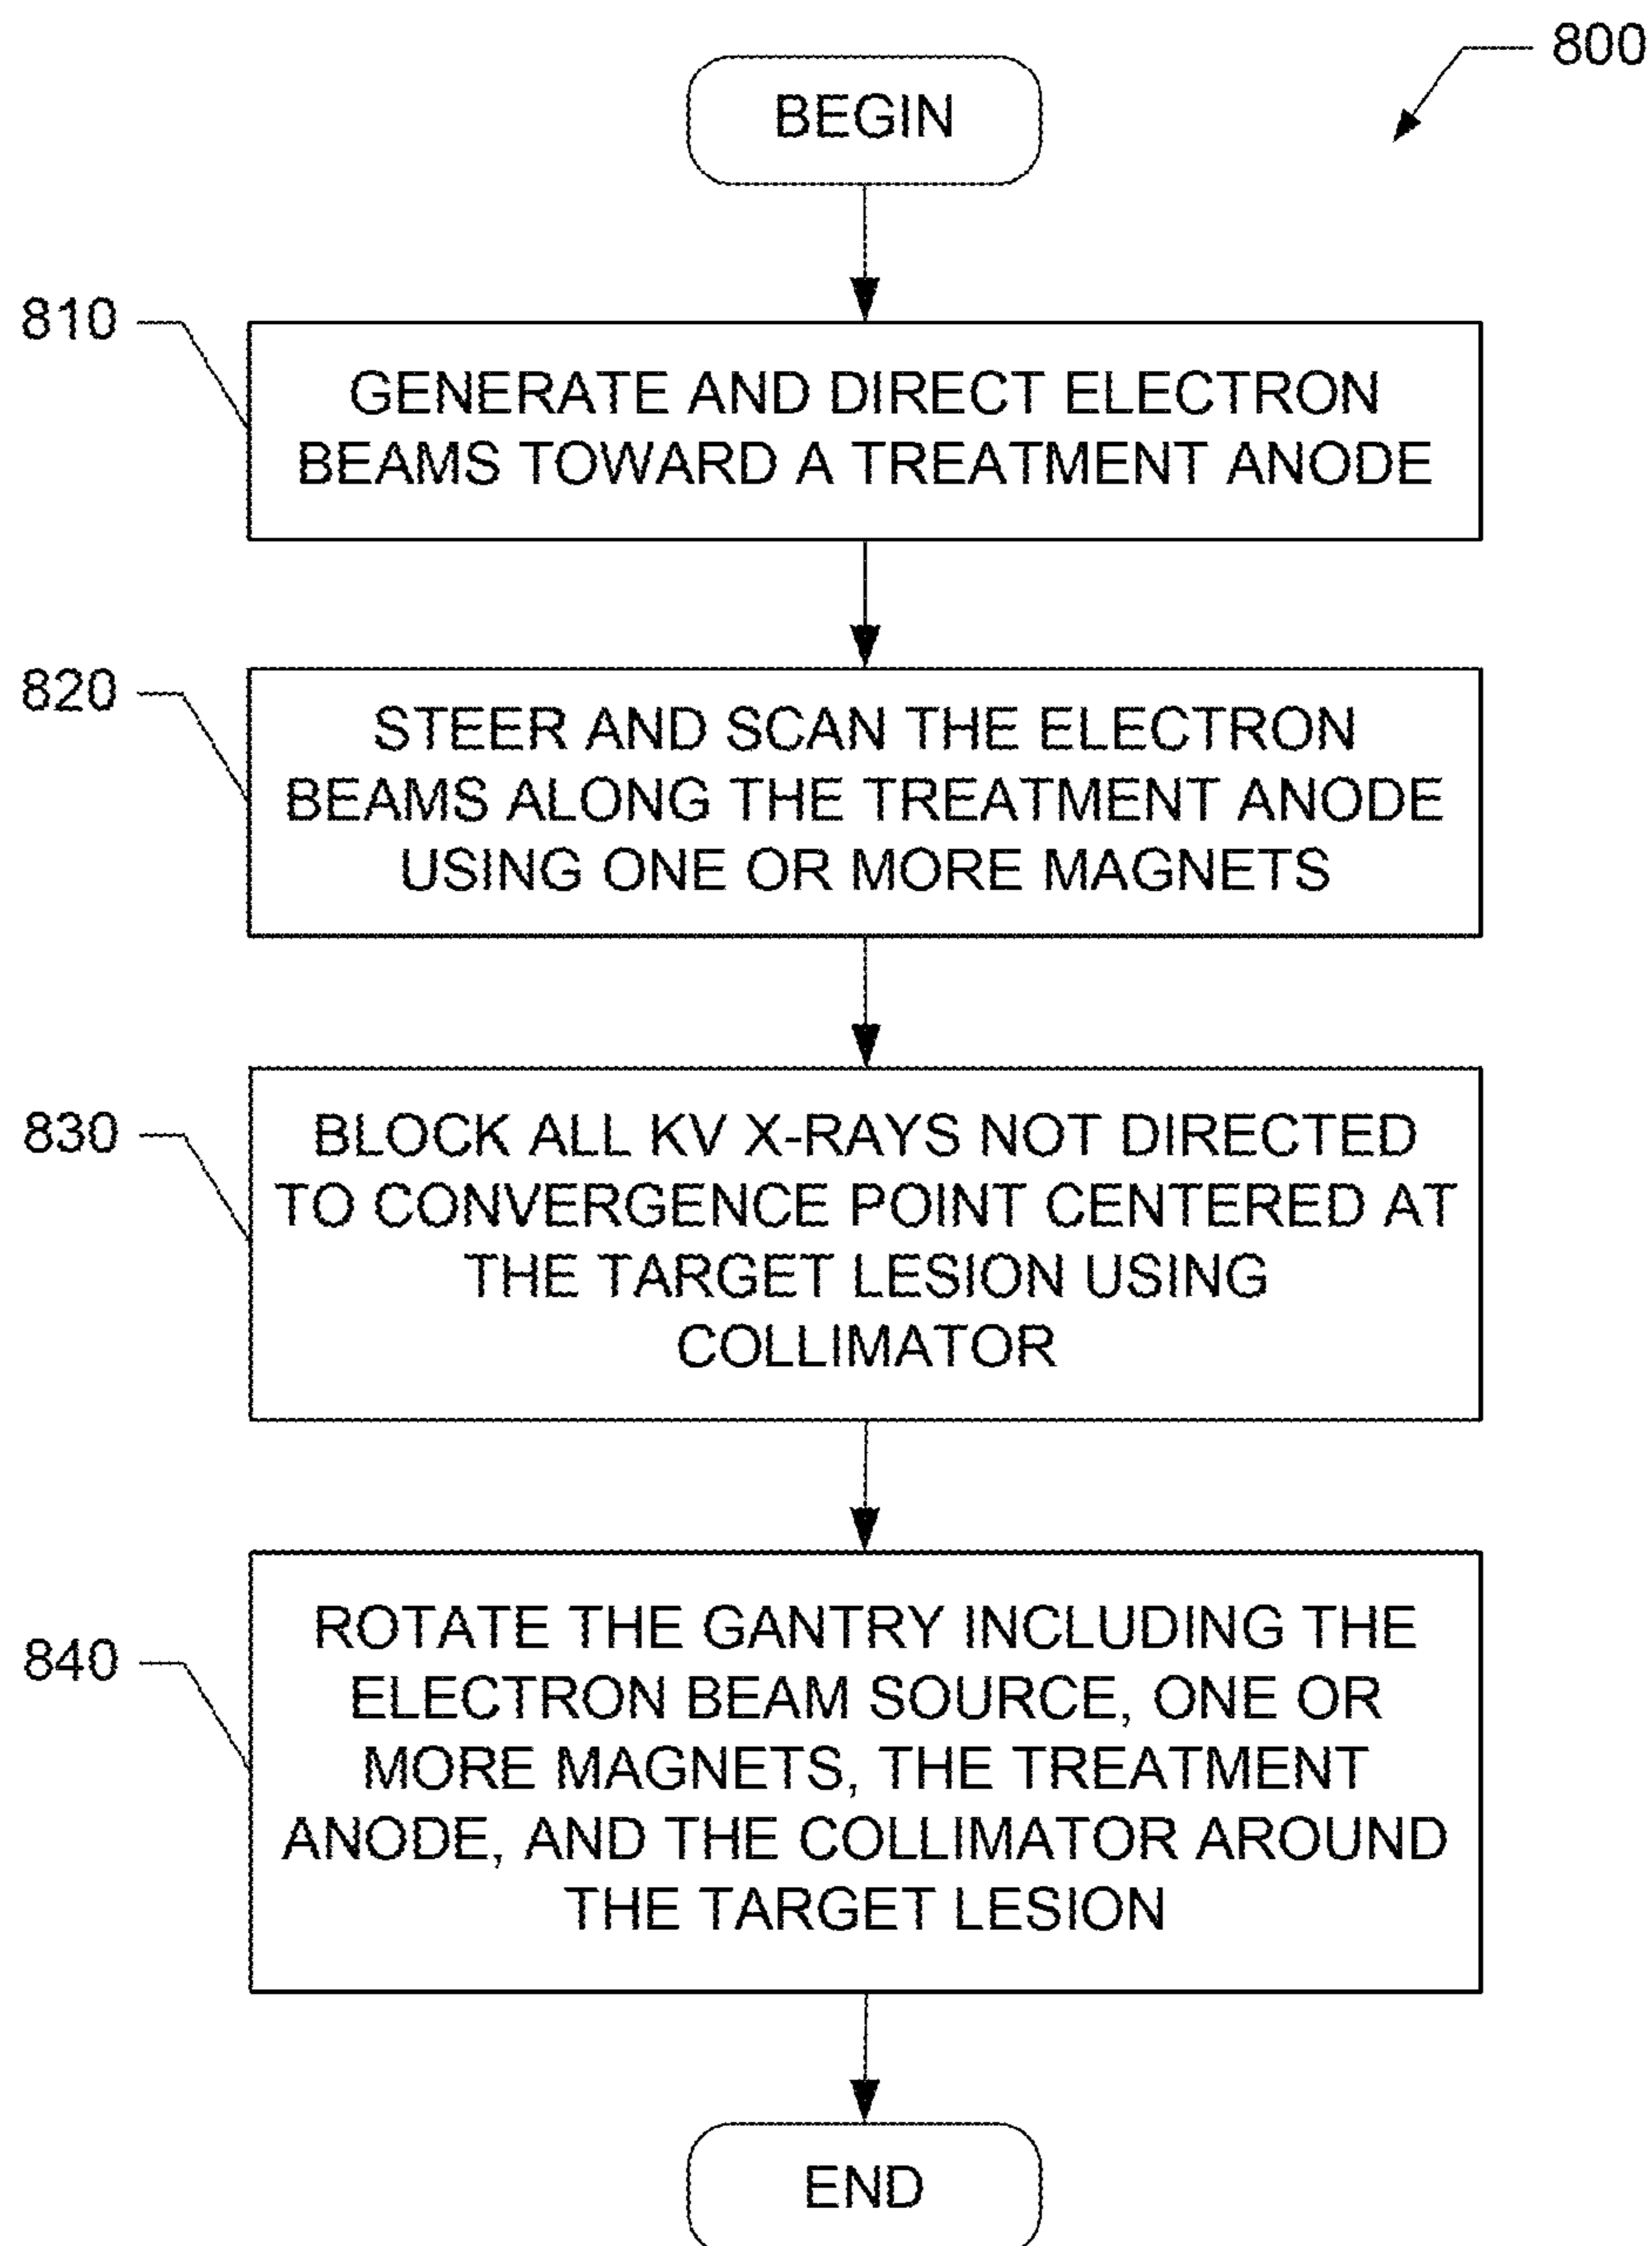 800
BEGIN
810
GENERATE AND DIRECT ELECTRON
BEAMS TOWARD A TREATMENT ANODE
820
STEER AND SCAN THE ELECTRON
BEAMS ALONG THE TREATMENT ANODE
USING ONE OR MORE MAGNETS
830
BLOCK ALL KV X-RAYS NOT DIRECTED
TO CONVERGENCE POINT CENTERED AT
THE TARGET LESION USING
COLLIMATOR
840
ROTATE THE GANTRY INCLUDING THE
ELECTRON BEAM SOURCE, ONE OR
MORE MAGNETS, THE TREATMENT
ANODE, AND THE COLLIMATOR AROUND
THE TARGET LESION
END